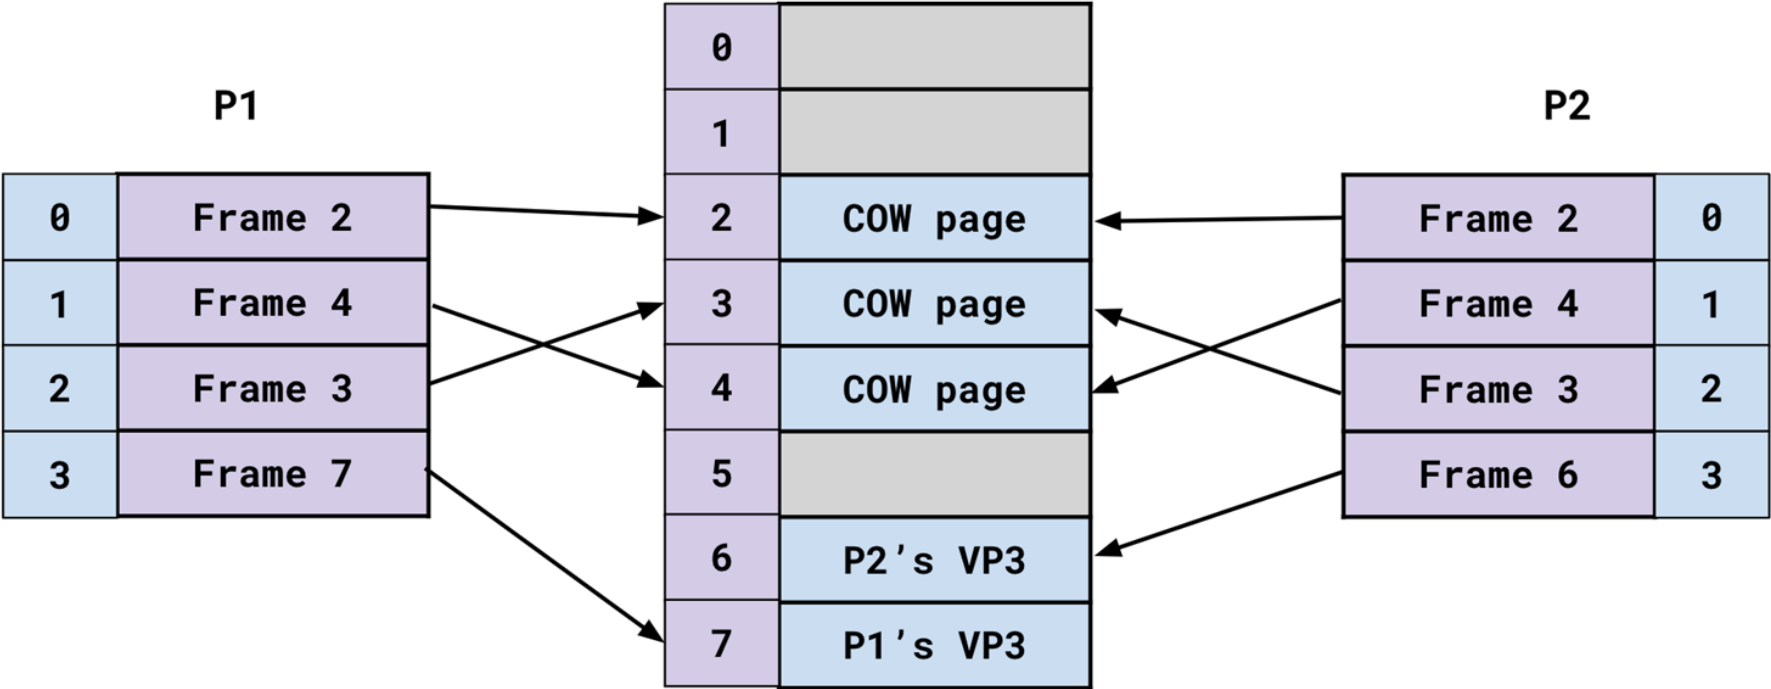 P1
0 Frame 2
1 Frame 4
2 Frame 3
3 Frame 7
0
1
2 COW page
3 COW page
4 COW page
5
6 P2’s VP3
7 P1’s VP3
P2
Frame 2 0
Frame 4 1
Frame 3 2
Frame 6 3